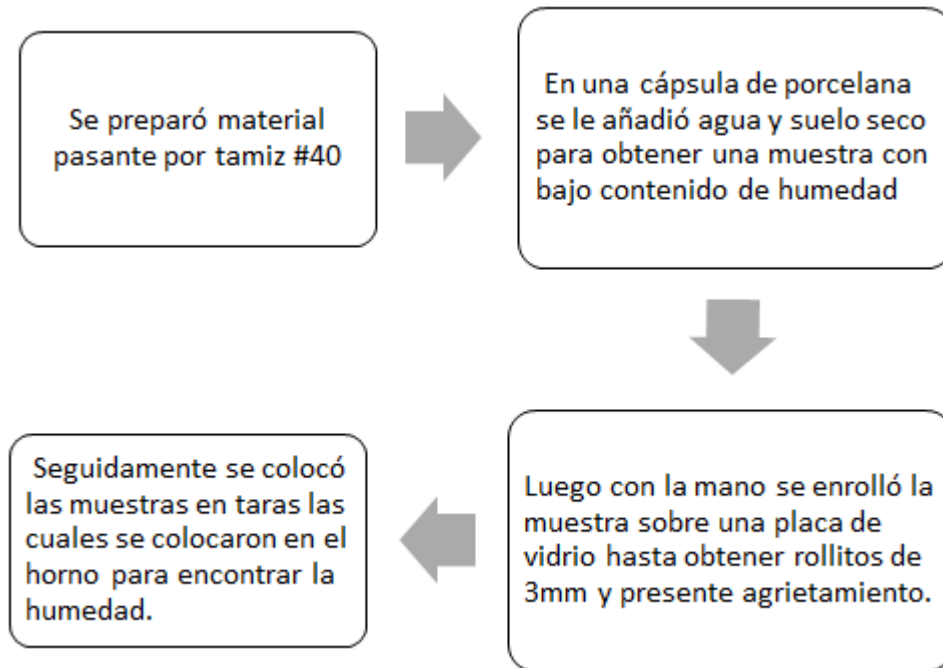 Se preparó material
pasante por tamiz #40
En una cápsula de porcelana
se le añadió agua y suelo seco
para obtener una muestra con
bajo contenido de humedad
Luego con la mano se enrolló la
muestra sobre una placa de
vidrio hasta obtener rollitos de
3mm y presente agrietamiento.
Seguidamente se colocó
las muestras en taras las
cuales se colocaron en el
horno para encontrar la
humedad.